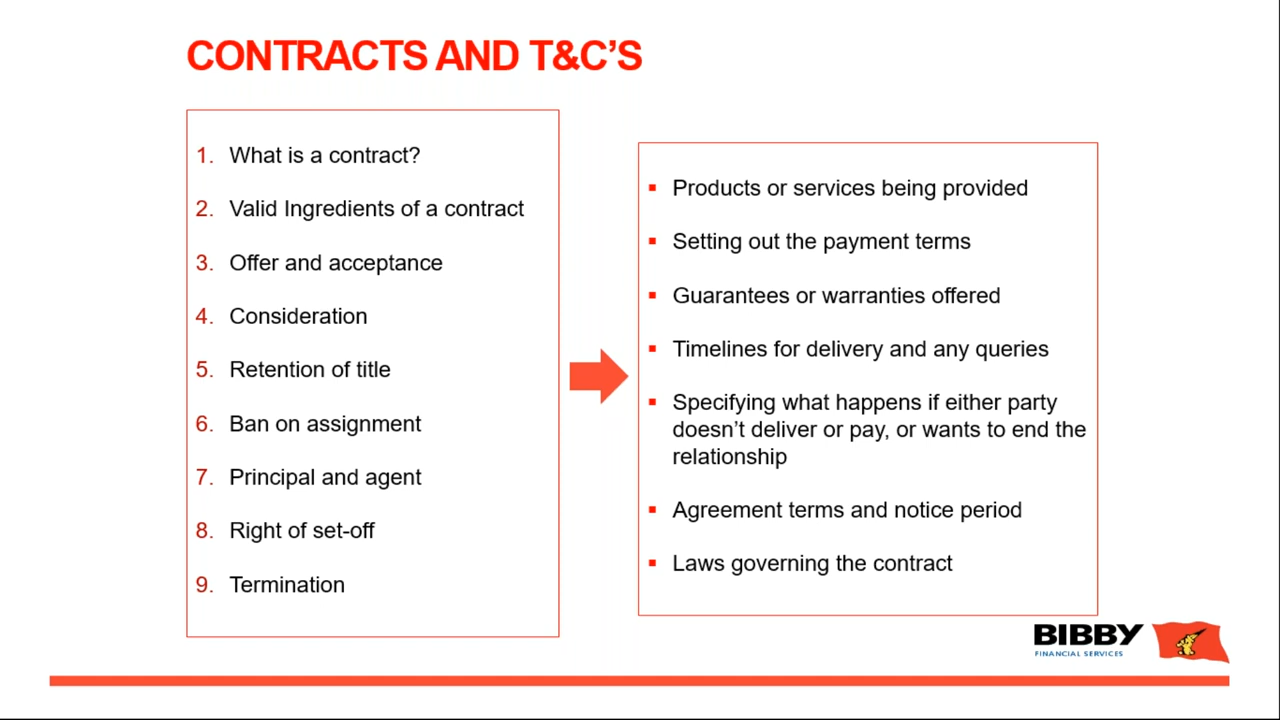 CONTRACTS AND T&C’S
1. What is a contract?
2. Valid Ingredients of a contract
3. Offer and acceptance
4. Consideration
5. Retention of title
6. Ban on assignment
7. Principal and agent
8. Right of set-off
9. Termination
▪ Products or services being provided
▪ Setting out the payment terms
▪ Guarantees or warranties offered
▪ Timelines for delivery and any queries
▪ Specifying what happens if either party
doesn’t deliver or pay, or wants to end the
relationship
▪ Agreement terms and notice period
▪ Laws governing the contract
BIBBY
FINANCIAL SERVICES